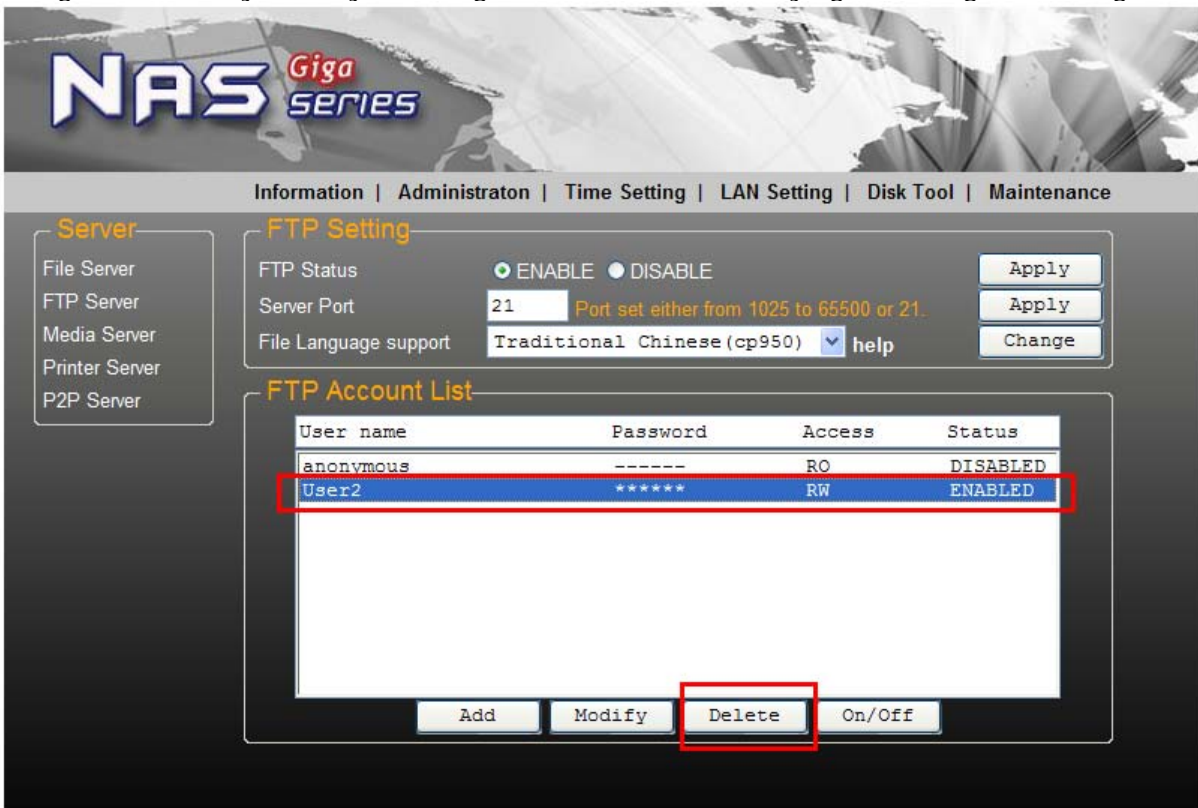 NAS Giga series
Information | Administraton | Time Setting | LAN Setting | Disk Tool | Maintenance
Server
File Server
FTP Server
Media Server
Printer Server
P2P Server
FTP Setting
FTP Status ENABLE DISABLE Apply
Server Port 21 Port set either from 1025 to 65500 or 21. Apply
File Language support Traditional Chinese(cp950) help Change
FTP Account List
User name Password Access Status
anonymous ------ RO DISABLED
User2 ****** RW ENABLED
Add Modify Delete On/Off